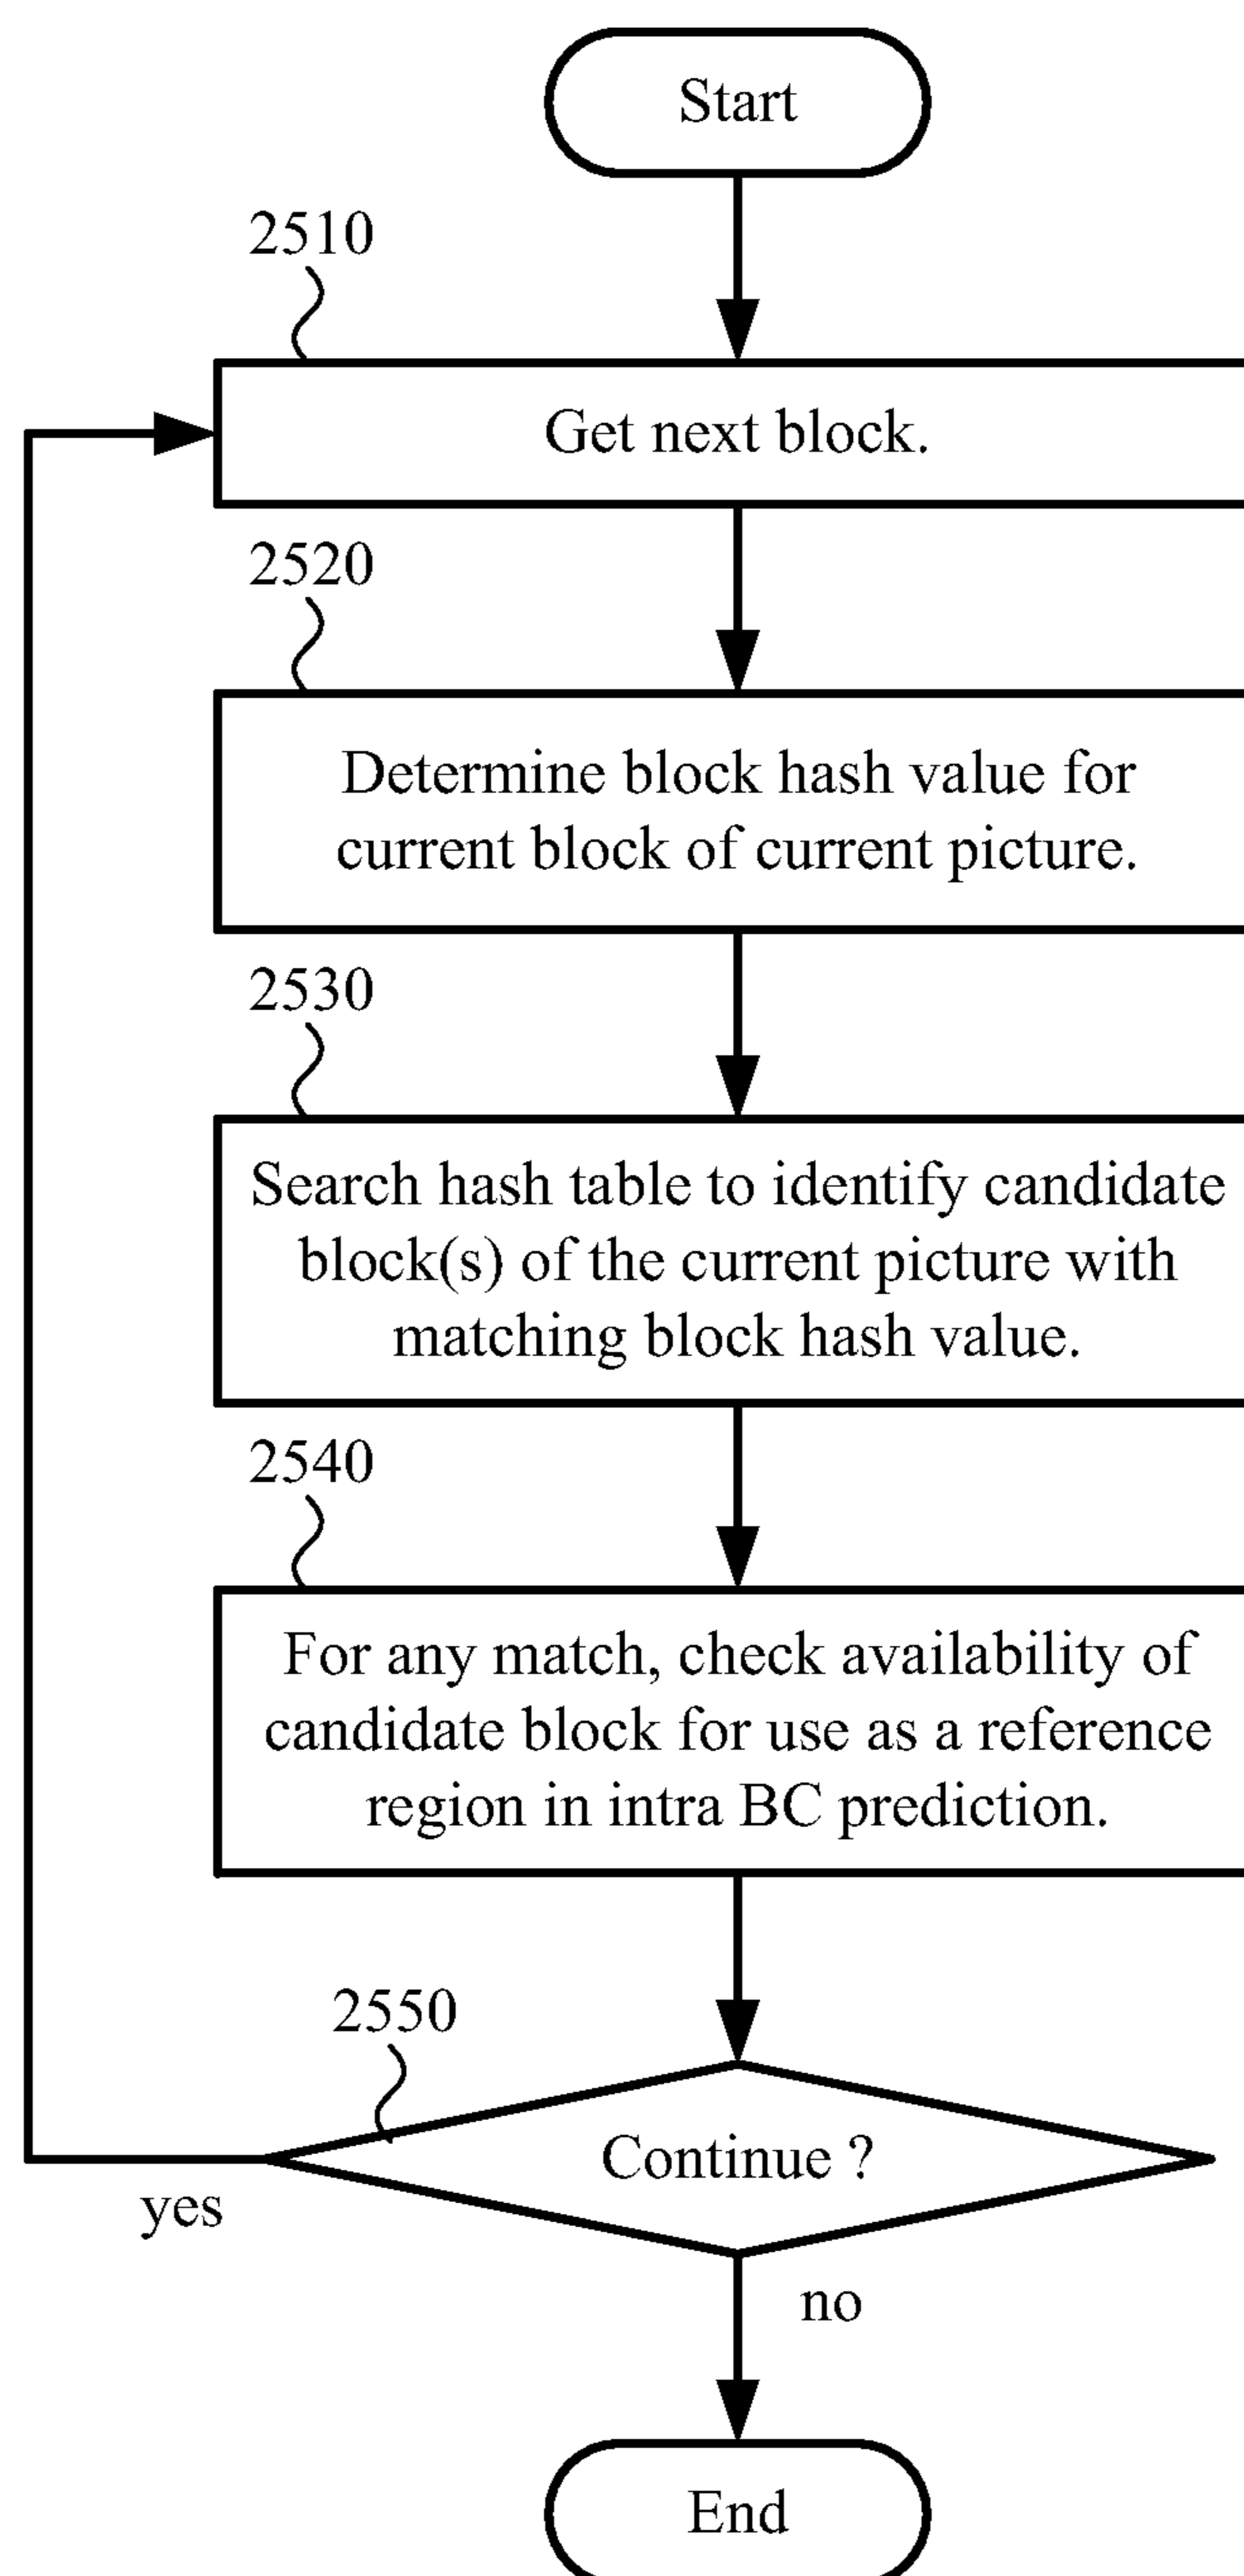 Start
2510
Get next block.
2520
Determine block hash value for
current block of current picture.
2530
Search hash table to identify candidate
block(s) of the current picture with
matching block hash value.
2540
For any match, check availability of
candidate block for use as a reference
region in intra BC prediction.
2550
Continue ?
yes
no
End